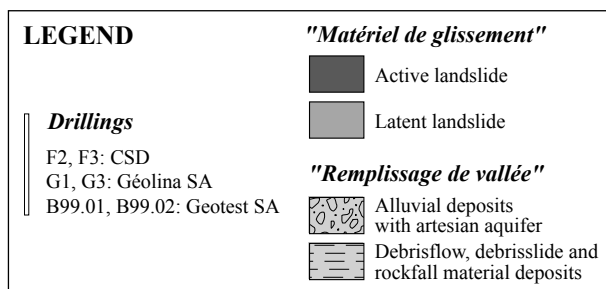 LEGEND
Drillings
F2, F3: CSD
G1, G3: Géolina SA
B99.01, B99.02: Geotest SA
"Matériel de glissement"
Active landslide
Latent landslide
"Remplissage de vallée"
Alluvial deposits
with artesian aquifer
Debrisflow, debrisslide and
rockfall material deposits